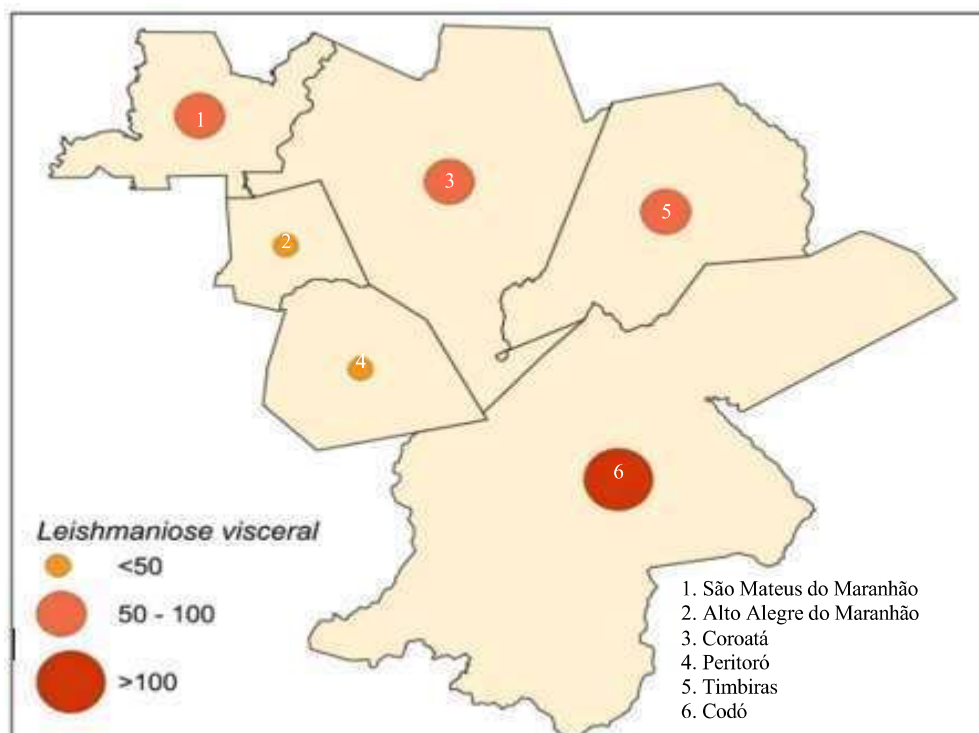 1
3
5
2
4
6
Leishmaniose visceral
<50
50 - 100
>100
1. São Mateus do Maranhão
2. Alto Alegre do Maranhão
3. Coroatá
4. Peritoró
5. Timbiras
6. Codó